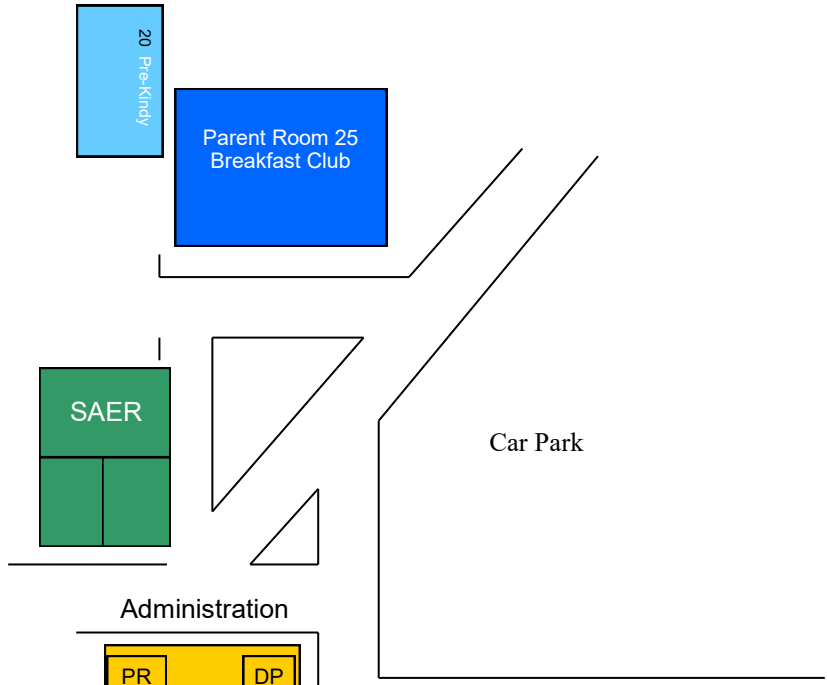 20 Pre-Kindy
Parent Room 25
Breakfast Club
SAER
Car Park
Administration
PR
DP